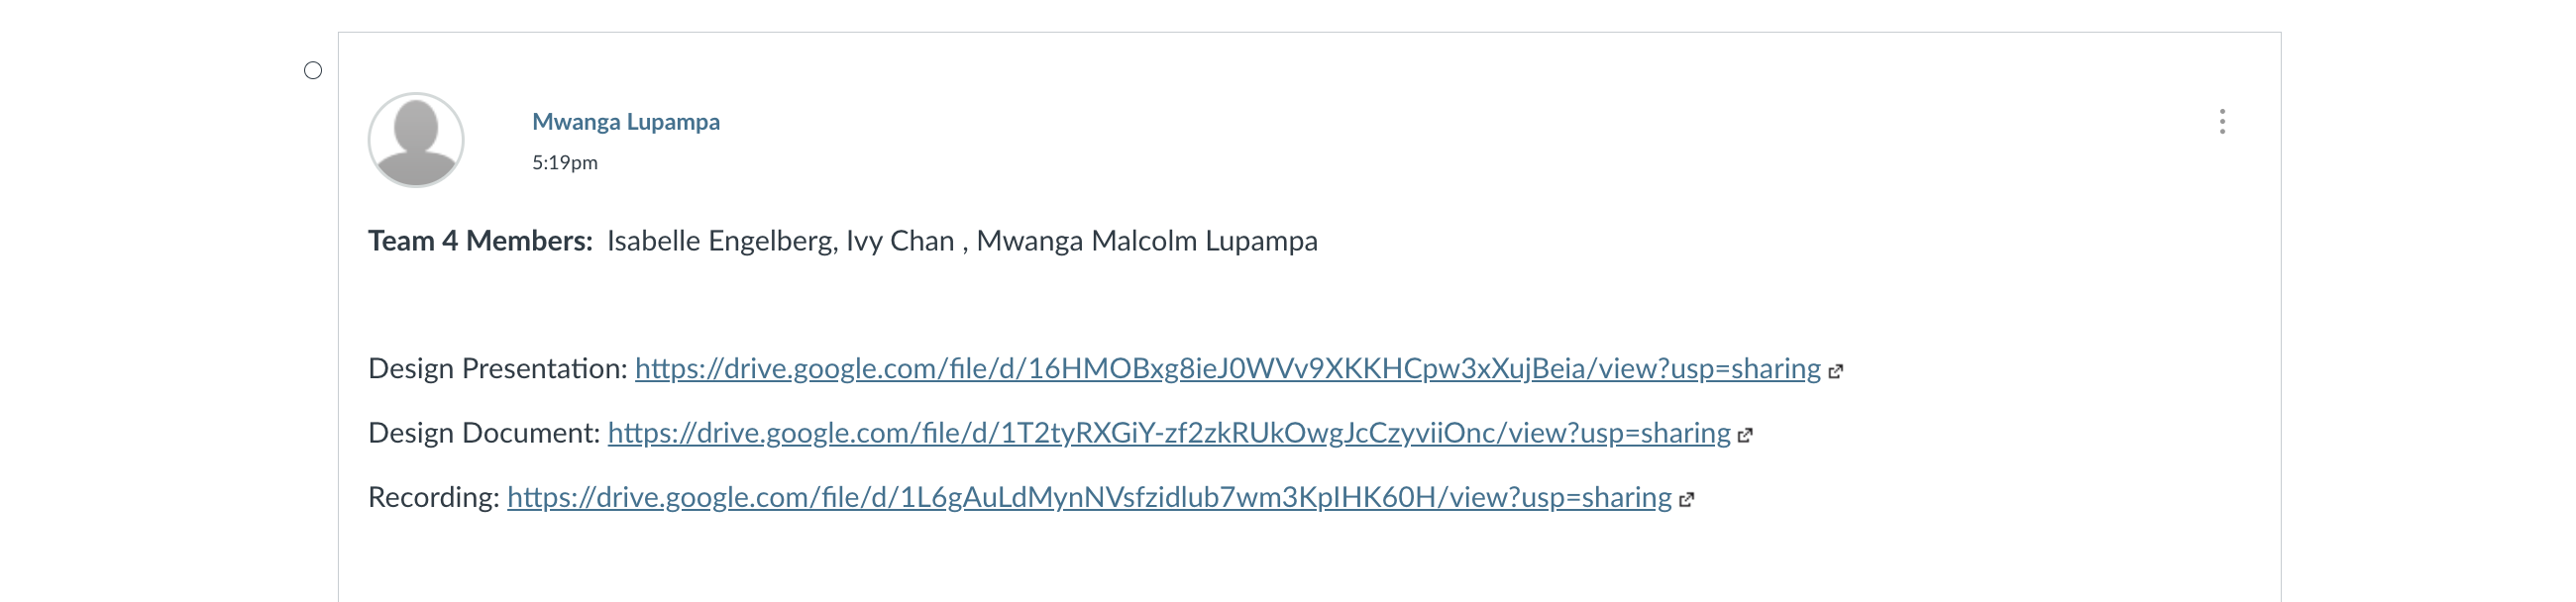 Mwanga Lupampa
5:19pm
Team 4 Members: Isabelle Engelberg, Ivy Chan , Mwanga Malcolm Lupampa
Design Presentation: https://drive.google.com/file/d/16HMOBxg8ieJ0WVv9XKKHCpw3xXujBeia/view?usp=sharing
Design Document: https://drive.google.com/file/d/1T2tyRXGiY-zf2zkRUkOwgJcCzyviiOnc/view?usp=sharing
Recording: https://drive.google.com/file/d/1L6gAuLdMynNVsfzidlub7wm3KpIHK60H/view?usp=sharing